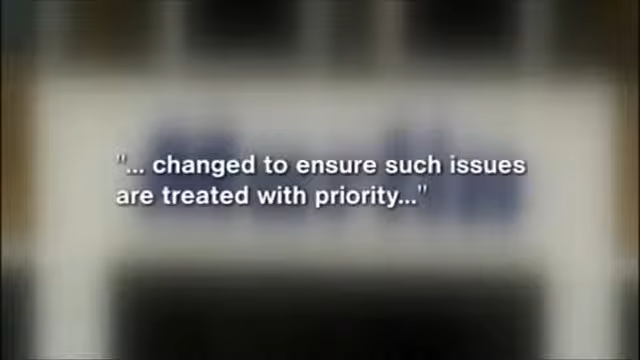 "... changed to ensure such issues
are treated with priority..."